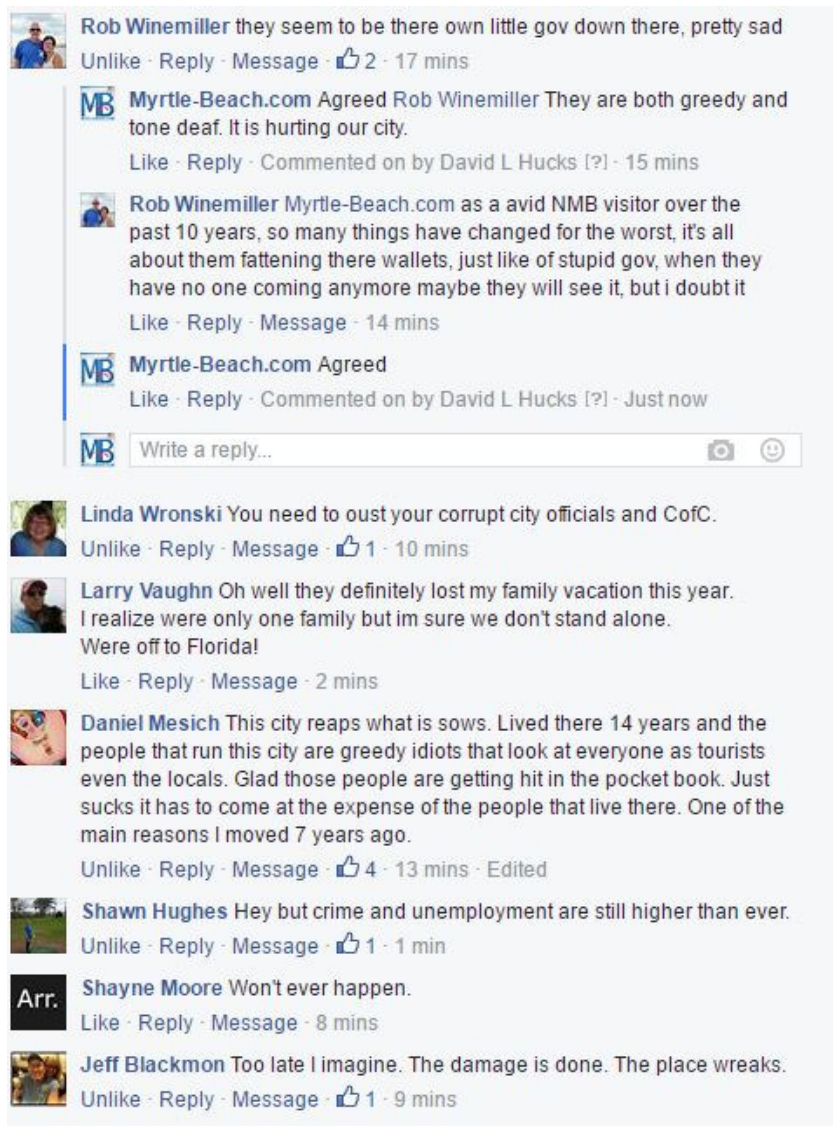 Rob Winemiller they seem to be there own little gov down there, pretty sad
Unlike · Reply · Message · 2 · 17 mins
MB Myrtle-Beach.com Agreed Rob Winemiller They are both greedy and
tone deaf. It is hurting our city.
Like · Reply · Commented on by David L Hucks [?] · 15 mins
Rob Winemiller Myrtle-Beach.com as a avid NMB visitor over the
past 10 years, so many things have changed for the worst, it's all
about them fattening there wallets, just like of stupid gov, when they
have no one coming anymore maybe they will see it, but i doubt it
Like · Reply · Message · 14 mins
MB Myrtle-Beach.com Agreed
Like · Reply · Commented on by David L Hucks [?] · Just now
MB Write a reply...
Linda Wronski You need to oust your corrupt city officials and CofC.
Unlike · Reply · Message · 1 · 10 mins
Larry Vaughn Oh well they definitely lost my family vacation this year.
I realize were only one family but im sure we don't stand alone.
Were off to Florida!
Like · Reply · Message · 2 mins
Daniel Mesich This city reaps what is sows. Lived there 14 years and the
people that run this city are greedy idiots that look at everyone as tourists
even the locals. Glad those people are getting hit in the pocket book. Just
sucks it has to come at the expense of the people that live there. One of the
main reasons I moved 7 years ago.
Unlike · Reply · Message · 4 · 13 mins · Edited
Shawn Hughes Hey but crime and unemployment are still higher than ever.
Unlike · Reply · Message · 1 · 1 min
Arr. Shayne Moore Won't ever happen.
Like · Reply · Message · 8 mins
Jeff Blackmon Too late I imagine. The damage is done. The place wreaks.
Unlike · Reply · Message · 1 · 9 mins